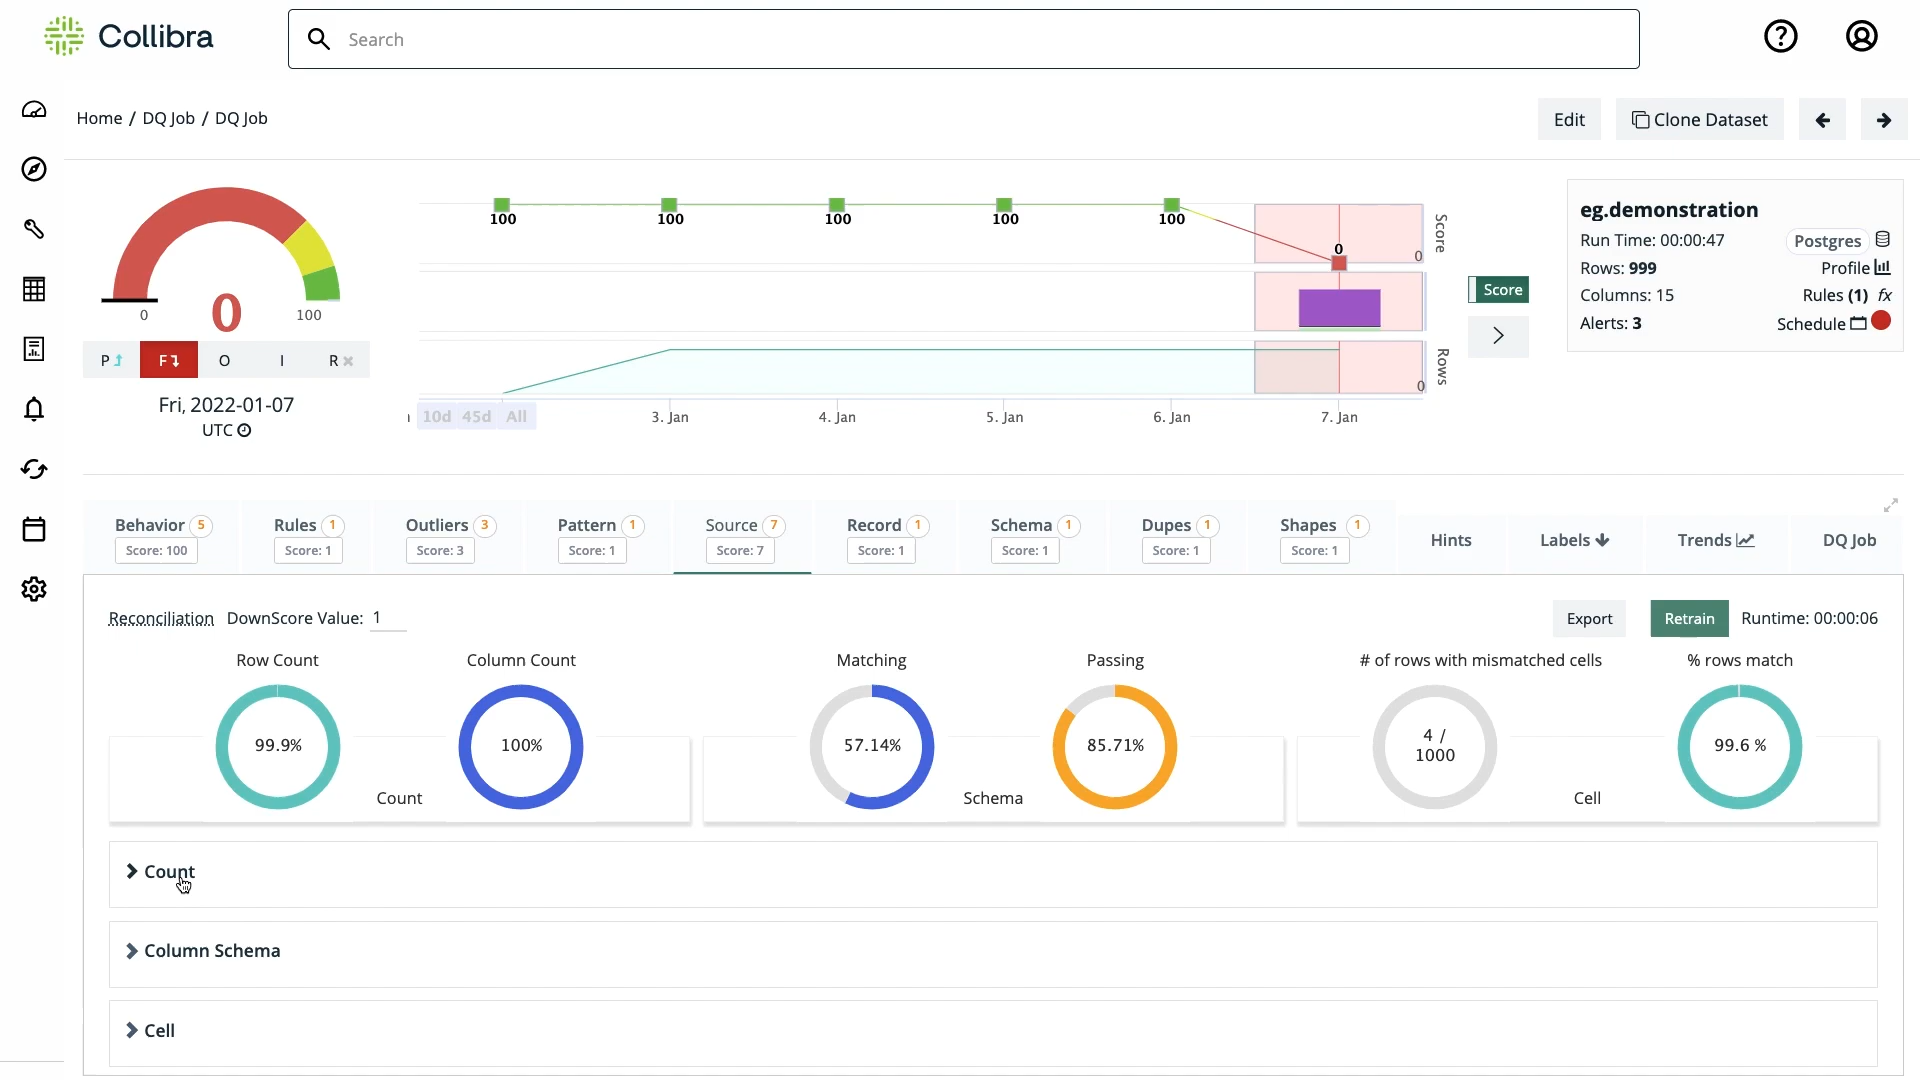 Collibra
Search
Home / DQ Job / DQ Job
Edit
Clone Dataset
0
100
0
P
F
O
I
R
Fri, 2022-01-07
UTC
100
100
100
100
100
0
Score
0
Rows
0
10d 45d All
3. Jan
4. Jan
5. Jan
6. Jan
7. Jan
Score
eg.demonstration
Run Time: 00:00:47
Postgres
Rows: 999
Profile
Columns: 15
Rules (1) fx
Alerts: 3
Schedule
Behavior 5
Score: 100
Rules 1
Score: 1
Outliers 3
Score: 3
Pattern 1
Score: 1
Source 7
Score: 7
Record 1
Score: 1
Schema 1
Score: 1
Dupes 1
Score: 1
Shapes 1
Score: 1
Hints
Labels
Trends
DQ Job
Reconciliation DownScore Value: 1
Export
Retrain
Runtime: 00:00:06
Row Count
Column Count
Matching
Passing
# of rows with mismatched cells
% rows match
99.9%
100%
57.14%
85.71%
4 /
1000
99.6 %
Count
Schema
Cell
Count
Column Schema
Cell